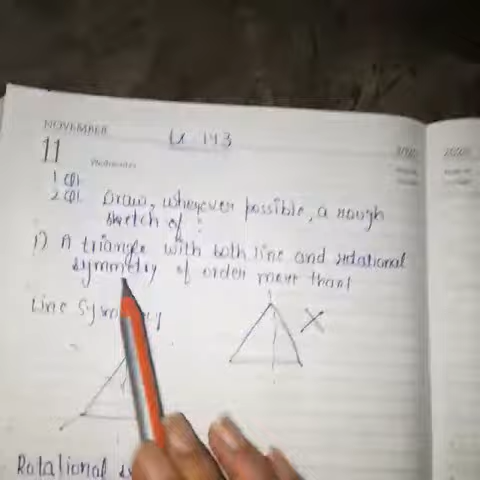 NOVEMBER
Ex 14.3
11
Wednesday
1 Q1
2 Q1 Draw, wherever possible, a rough
sketch of :
1) A triangle with both line and rotational
symmetry of order more than 1
Line Sym y
Rotational